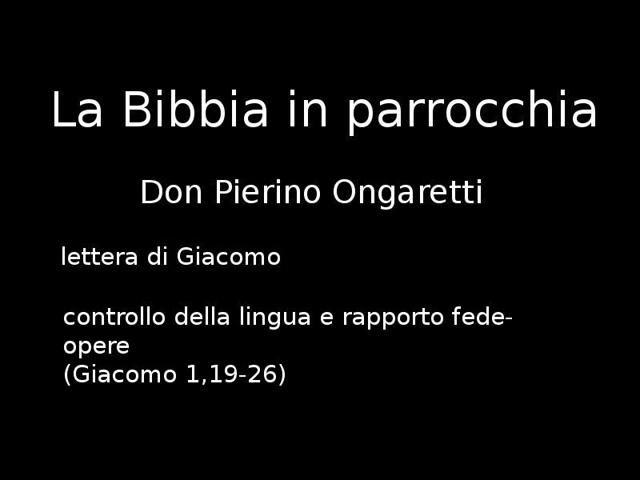 La Bibbia in parrocchia
Don Pierino Ongaretti
lettera di Giacomo
controllo della lingua e rapporto fede-
opere
(Giacomo 1,19-26)